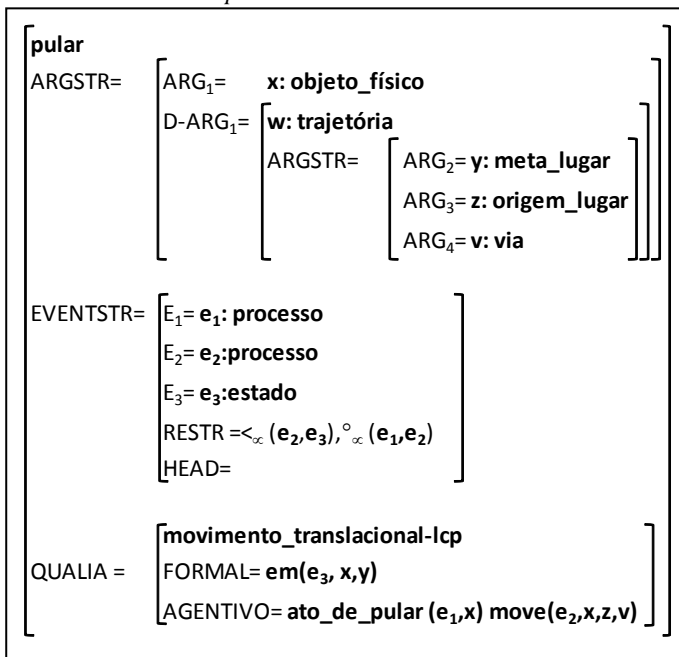 pular
ARGSTR= ARG₁= x: objeto_físico
D-ARG₁= w: trajetória
ARGSTR= ARG₂= y: meta_lugar
ARG₃= z: origem_lugar
ARG₄= v: via
EVENTSTR= E₁= e₁: processo
E₂= e₂:processo
E₃= e₃:estado
RESTR =<∝ (e₂,e₃),°∝ (e₁,e₂)
HEAD=
movimento_translacional-lcp
QUALIA = FORMAL= em(e₃, x,y)
AGENTIVO= ato_de_pular (e₁,x) move(e₂,x,z,v)